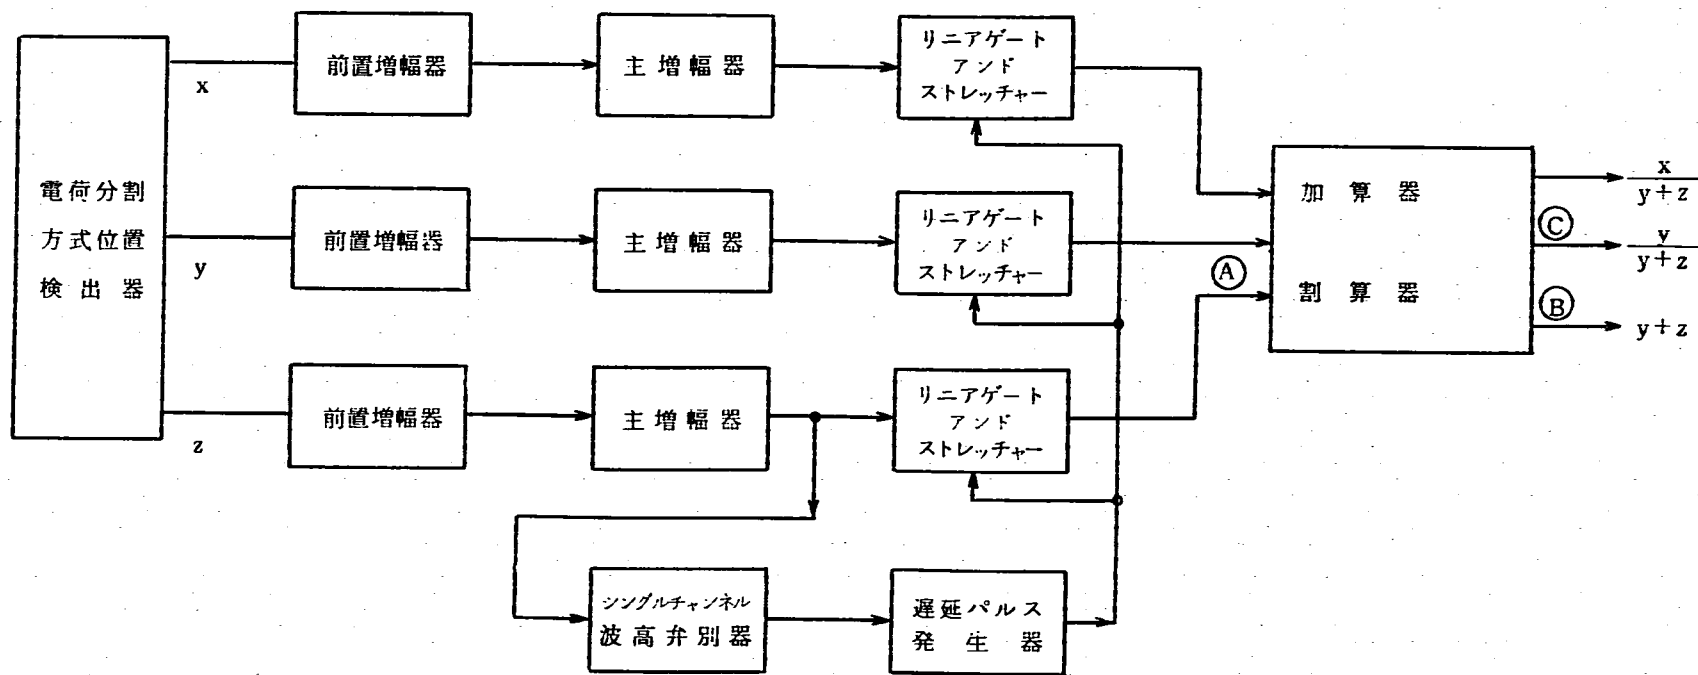 電荷分割
方式位置
検出器
x
前置増幅器
主増幅器
リニアゲート
アンド
ストレッチャー
y
前置増幅器
主増幅器
リニアゲート
アンド
ストレッチャー
z
前置増幅器
主増幅器
リニアゲート
アンド
ストレッチャー
シングルチャンネル
波高弁別器
遅延パルス
発生器
A
加算器
割算器
x
y+z
C
y
y+z
B
y+z